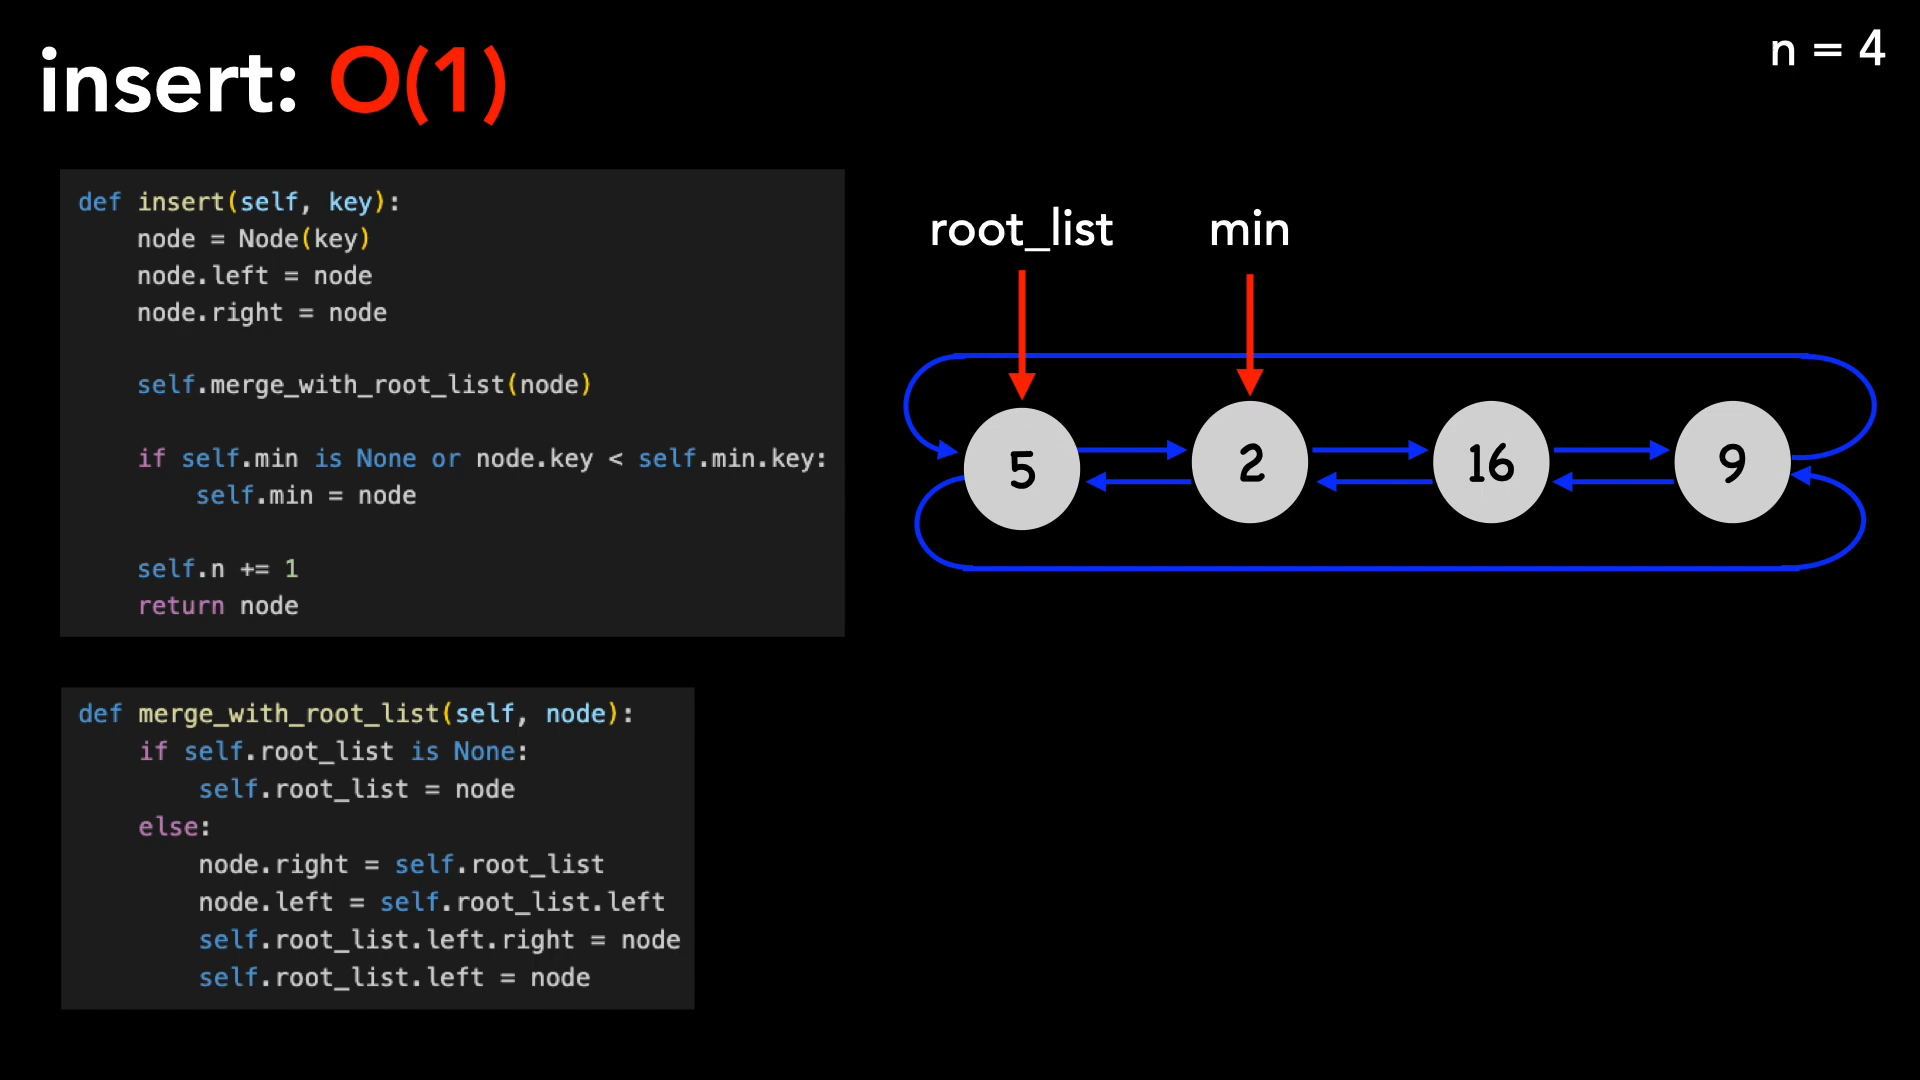 insert: O(1)
n = 4
def insert(self, key):
    node = Node(key)
    node.left = node
    node.right = node
    self.merge_with_root_list(node)
    if self.min is None or node.key < self.min.key:
        self.min = node
    self.n += 1
    return node
def merge_with_root_list(self, node):
    if self.root_list is None:
        self.root_list = node
    else:
        node.right = self.root_list
        node.left = self.root_list.left
        self.root_list.left.right = node
        self.root_list.left = node
root_list min
5 2 16 9